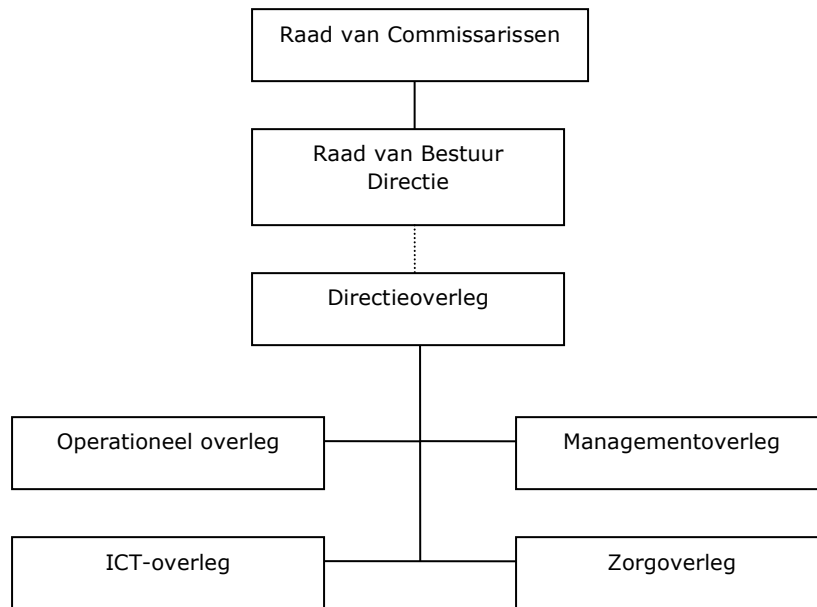 Raad van Commissarissen
Raad van Bestuur
Directie
Directieoverleg
Operationeel overleg
Managementoverleg
ICT-overleg
Zorgoverleg